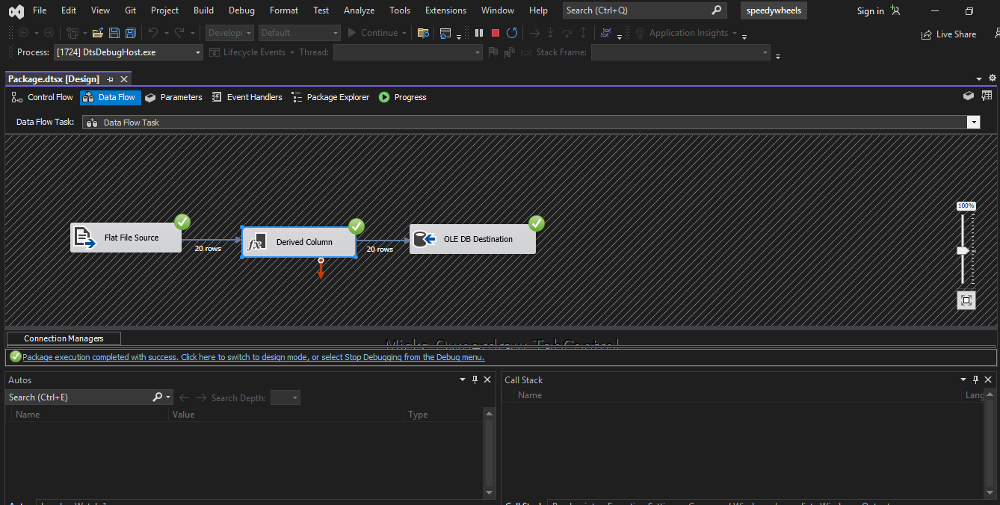 File Edit View Git Project Build Debug Format Test Analyze Tools Extensions Window Help Search (Ctrl+Q) speedywheels Sign in
Develop Default Continue Application Insights Live Share
Process: [1724] DtsDebugHost.exe Lifecycle Events Thread: Stack Frame:
Package.dtsx [Design]
Control Flow Data Flow Parameters Event Handlers Package Explorer Progress
Data Flow Task: Data Flow Task
100%
Flat File Source Derived Column OLE DB Destination
20 rows 20 rows
Connection Managers
Package execution completed with success. Click here to switch to design mode, or select Stop Debugging from the Debug menu.
Autos Call Stack
Search (Ctrl+E) Search Depth: Name Lang
Name Value Type